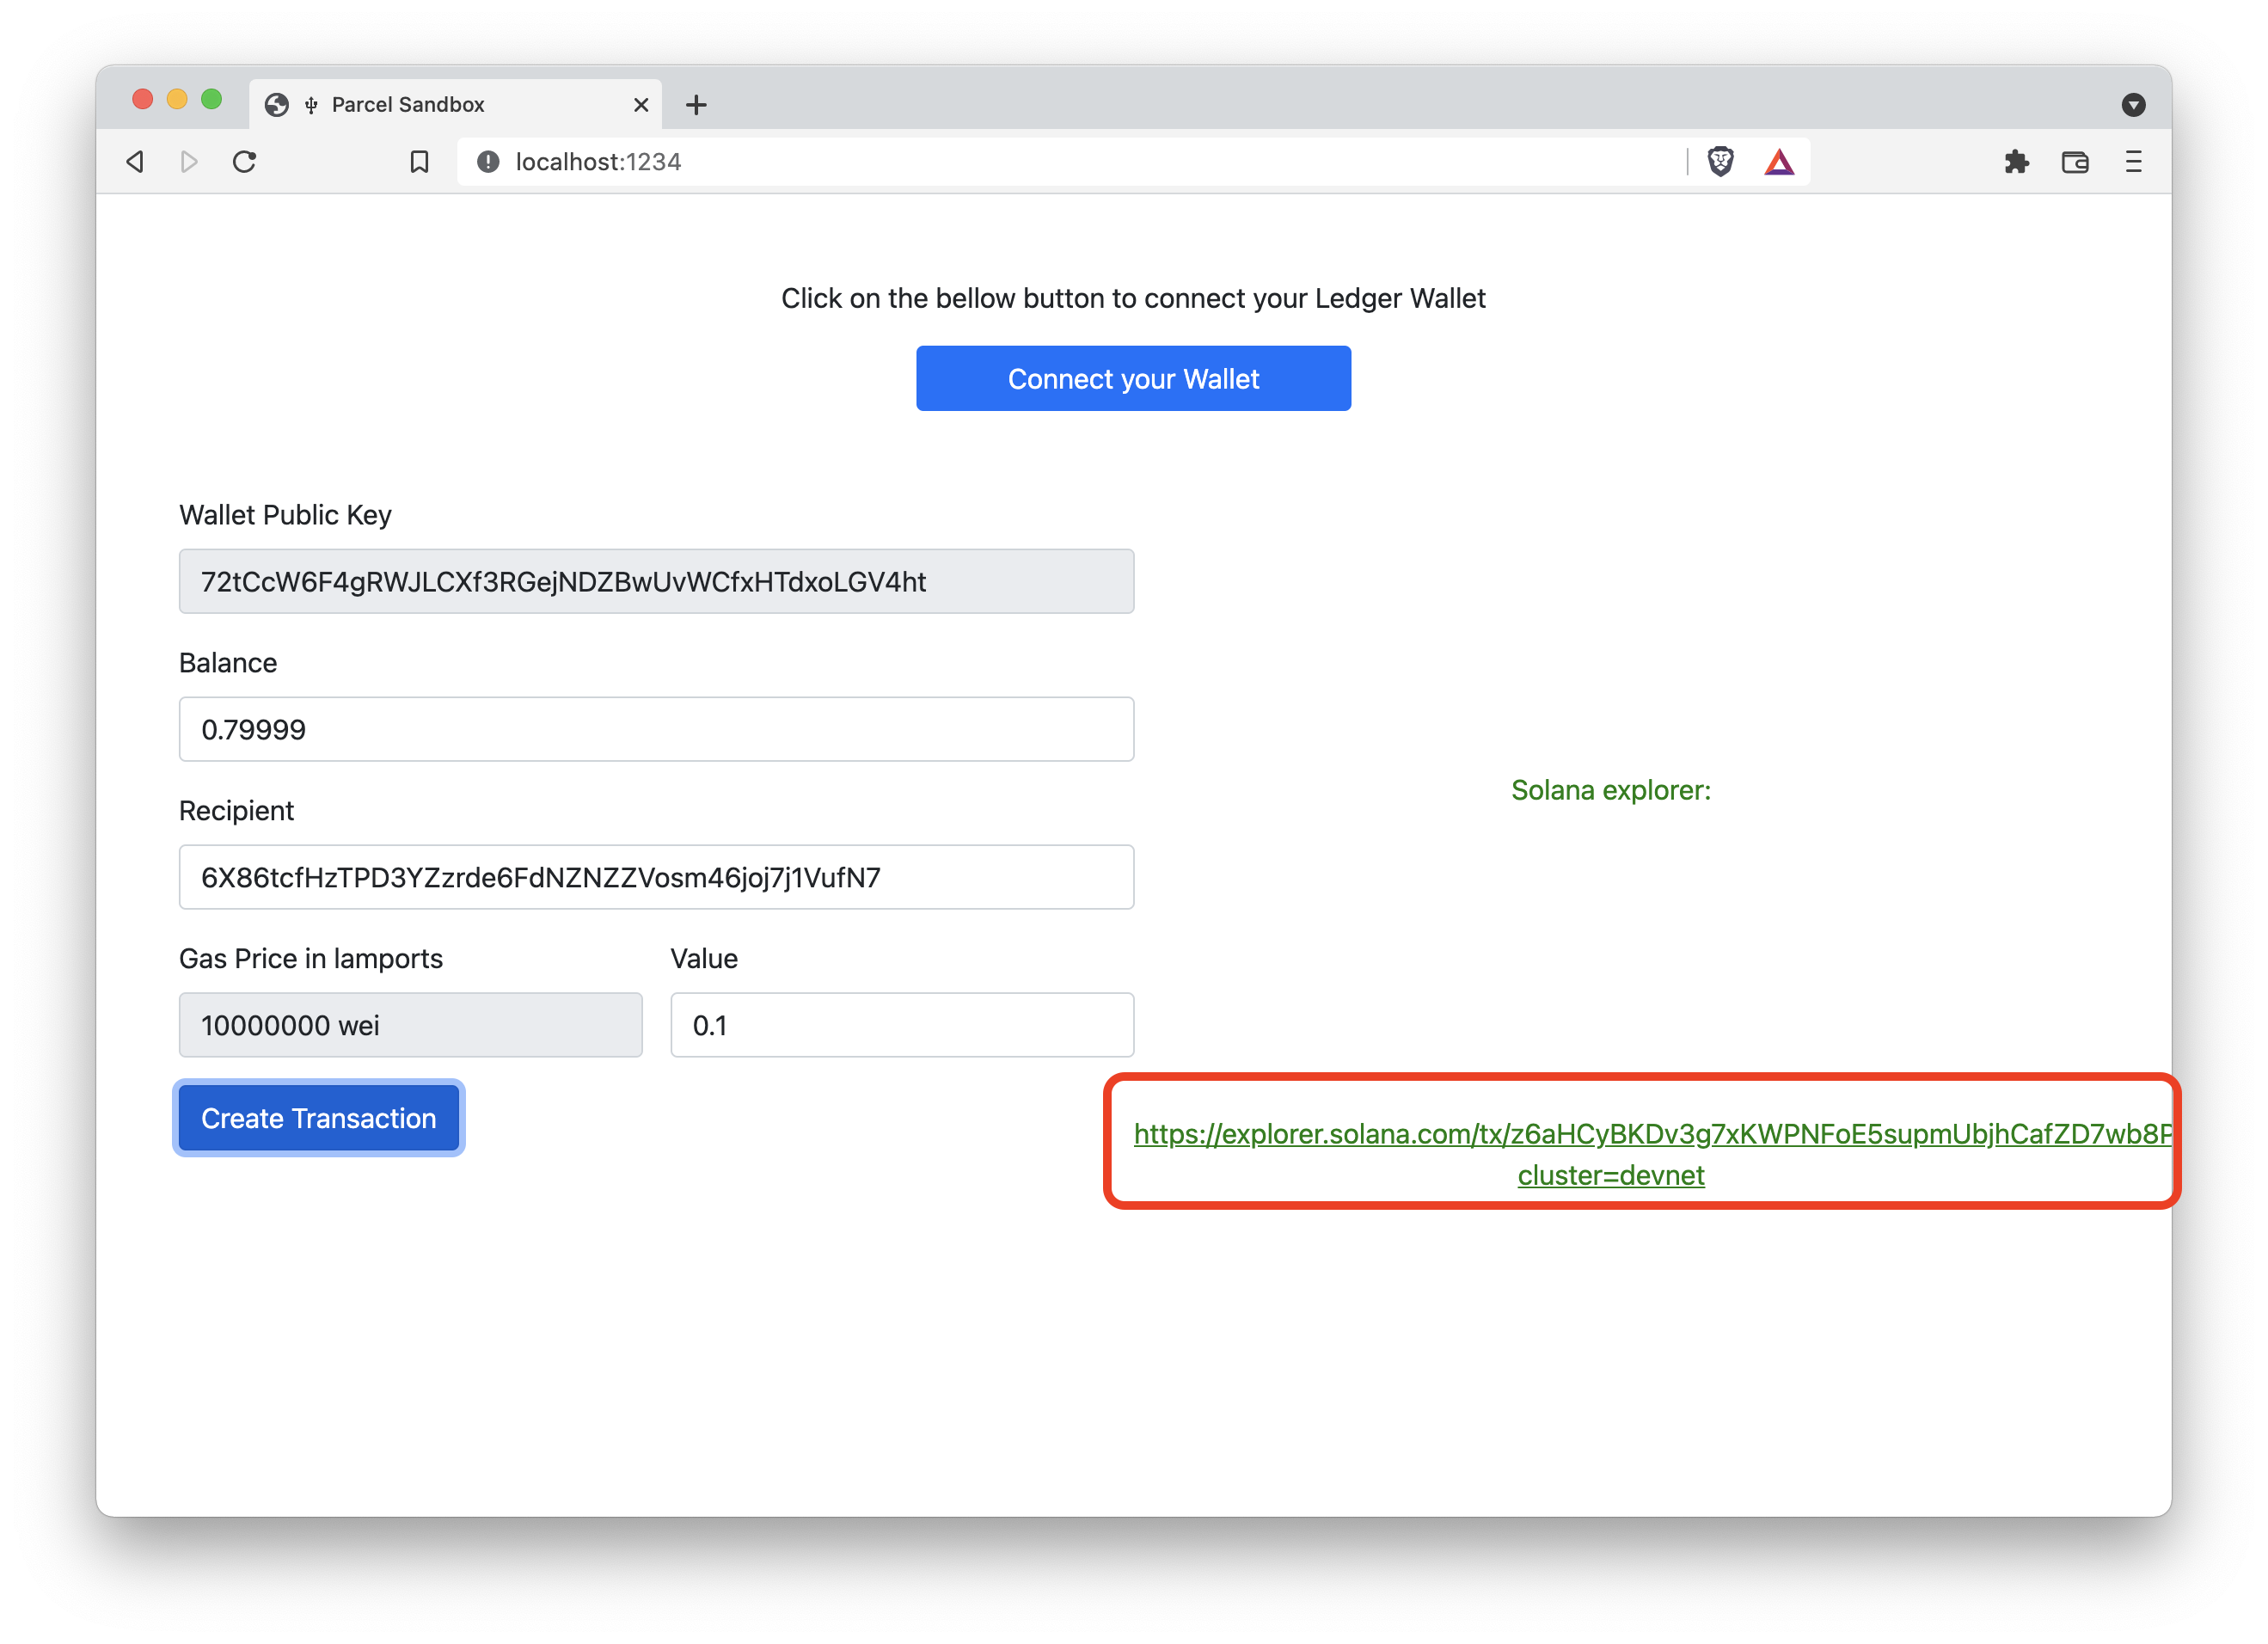 Parcel Sandbox
localhost:1234
Click on the bellow button to connect your Ledger Wallet
Connect your Wallet
Wallet Public Key
72tCcW6F4gRWJLCXf3RGejNDZBwUvWCfxHTdxoLGV4ht
Balance
0.79999
Recipient
6X86tcfHzTPD3YZzrde6FdNZNZZVosm46joj7j1VufN7
Gas Price in lamports
Value
10000000 wei
0.1
Create Transaction
Solana explorer:
https://explorer.solana.com/tx/z6aHCyBKDv3g7xKWPNFoE5supmUbjhCafZD7wb8P
cluster=devnet